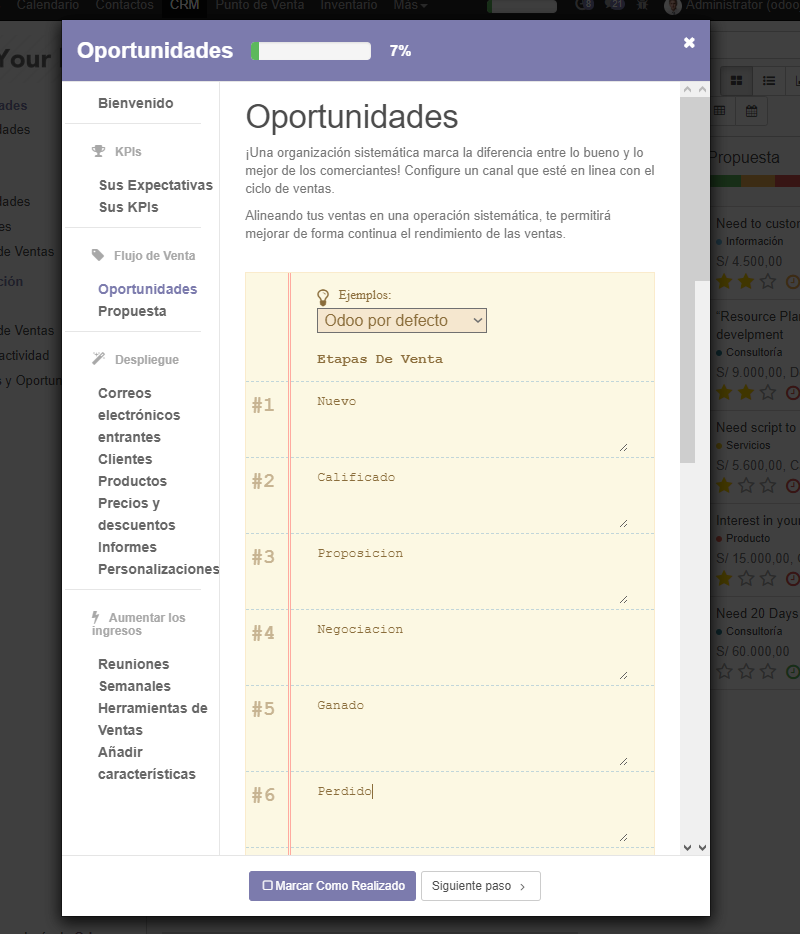 Calendario Contactos CRM Punto de Venta Inventario Más 8 21 Administrator (odoo
Oportunidades 7% ×
Your
Bienvenido
KPIs
Sus Expectativas
Sus KPIs
Flujo de Venta
Oportunidades
Propuesta
Despliegue
Correos
electrónicos
entrantes
Clientes
Productos
Precios y
descuentos
Informes
Personalizaciones
Aumentar los
ingresos
Reuniones
Semanales
Herramientas de
Ventas
Añadir
características
Oportunidades
¡Una organización sistemática marca la diferencia entre lo bueno y lo
mejor de los comerciantes! Configure un canal que esté en linea con el
ciclo de ventas.
Alineando tus ventas en una operación sistemática, te permitirá
mejorar de forma continua el rendimiento de las ventas.
Ejemplos:
Odoo por defecto
Etapas De Venta
#1 Nuevo
#2 Calificado
#3 Proposicion
#4 Negociacion
#5 Ganado
#6 Perdido
Marcar Como Realizado Siguiente paso >
ades
dades
dades
es
de Ventas
ción
de Ventas
actividad
s y Oportun
Propuesta
Need to custom
Información
S/ 4.500,00
"Resource Plan
develpment
Consultoría
S/ 9.000,00, D
Need script to
Servicios
S/ 5.600,00, C
Interest in your
Producto
S/ 15.000,00,
Need 20 Days
Consultoría
S/ 60.000,00